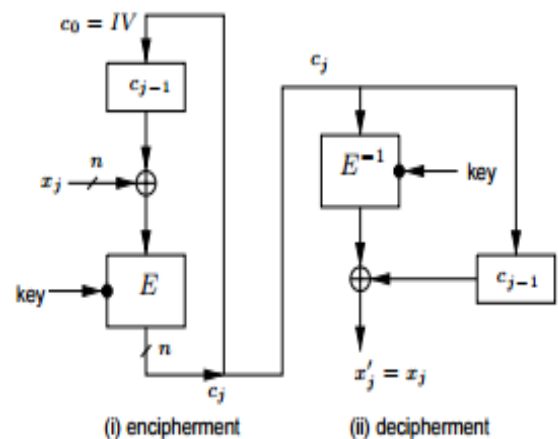 c₀ = IV
cⱼ₋₁
n
xⱼ
⊕
key
E
n
cⱼ
(i) encipherment
cⱼ
E⁻¹
key
⊕
cⱼ₋₁
x′ⱼ = xⱼ
(ii) decipherment